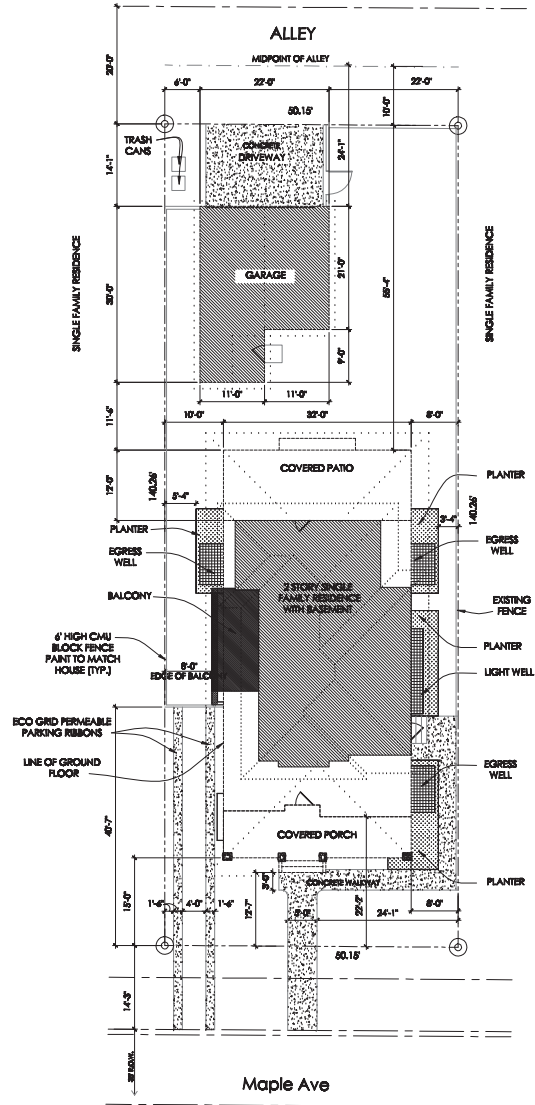 ALLEY
MIDPOINT OF ALLEY
20'-0"
6'-0"
22'-0"
22'-0"
10'-0"
50.15'
TRASH
CANS
CONCRETE
DRIVEWAY
14'-1"
24'-1"
SINGLE FAMILY RESIDENCE
SINGLE FAMILY RESIDENCE
GARAGE
30'-0"
21'-0"
55'-4"
9'-0"
11'-0"
11'-0"
11'-6"
10'-0"
32'-0"
8'-0"
COVERED PATIO
12'-0"
140.26'
140.26'
5'-4"
3'-4"
PLANTER
PLANTER
EGRESS
WELL
EGRESS
WELL
BALCONY
2 STORY SINGLE
FAMILY RESIDENCE
WITH BASEMENT
EXISTING
FENCE
6' HIGH CMU
BLOCK FENCE
PAINT TO MATCH
HOUSE (TYP.)
8'-0"
EDGE OF BALCONY
PLANTER
LIGHT WELL
ECO GRID PERMEABLE
PARKING RIBBONS
LINE OF GROUND
FLOOR
EGRESS
WELL
40'-7"
COVERED PORCH
15'-0"
CONCRETE WALKWAY
PLANTER
1'-6"
4'-0"
1'-6"
12'-7"
5'-0"
22'-2"
24'-1"
8'-0"
50.15'
14'-3"
Maple Ave